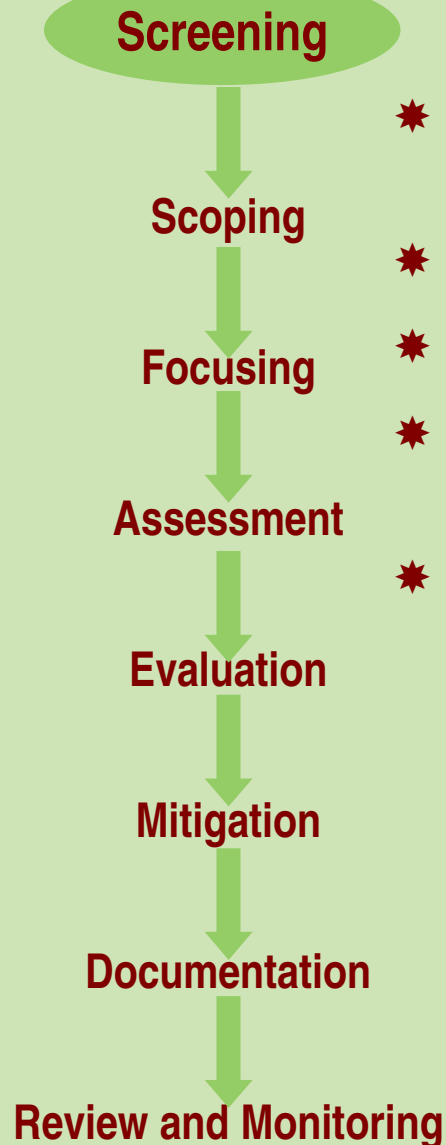 Screening
Scoping
Focusing
Assessment
Evaluation
Mitigation
Documentation
Review and Monitoring